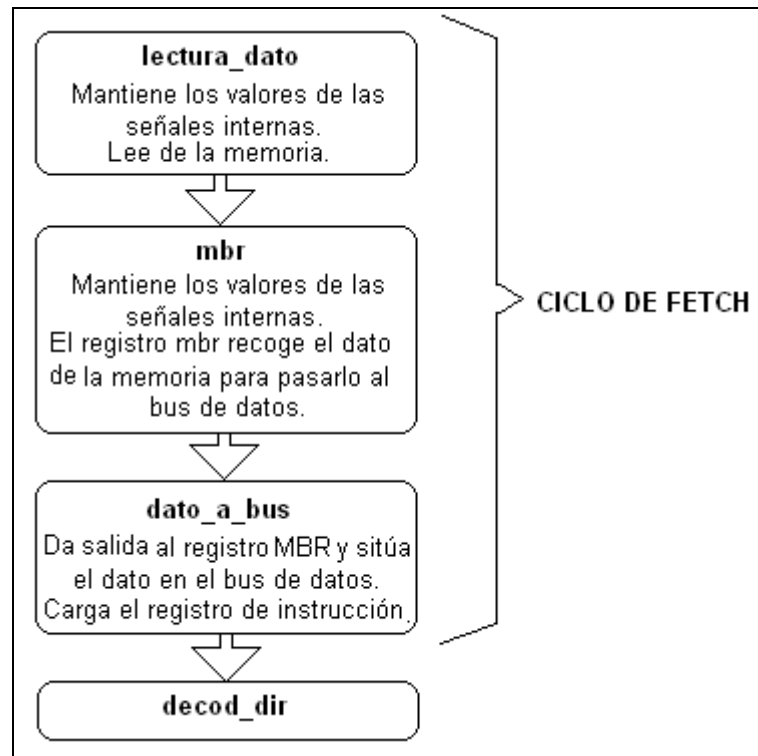 lectura_dato
Mantiene los valores de las
señales internas.
Lee de la memoria.
mbr
Mantiene los valores de las
señales internas.
El registro mbr recoge el dato
de la memoria para pasarlo al
bus de datos.
CICLO DE FETCH
dato_a_bus
Da salida al registro MBR y sitúa
el dato en el bus de datos.
Carga el registro de instrucción.
decod_dir